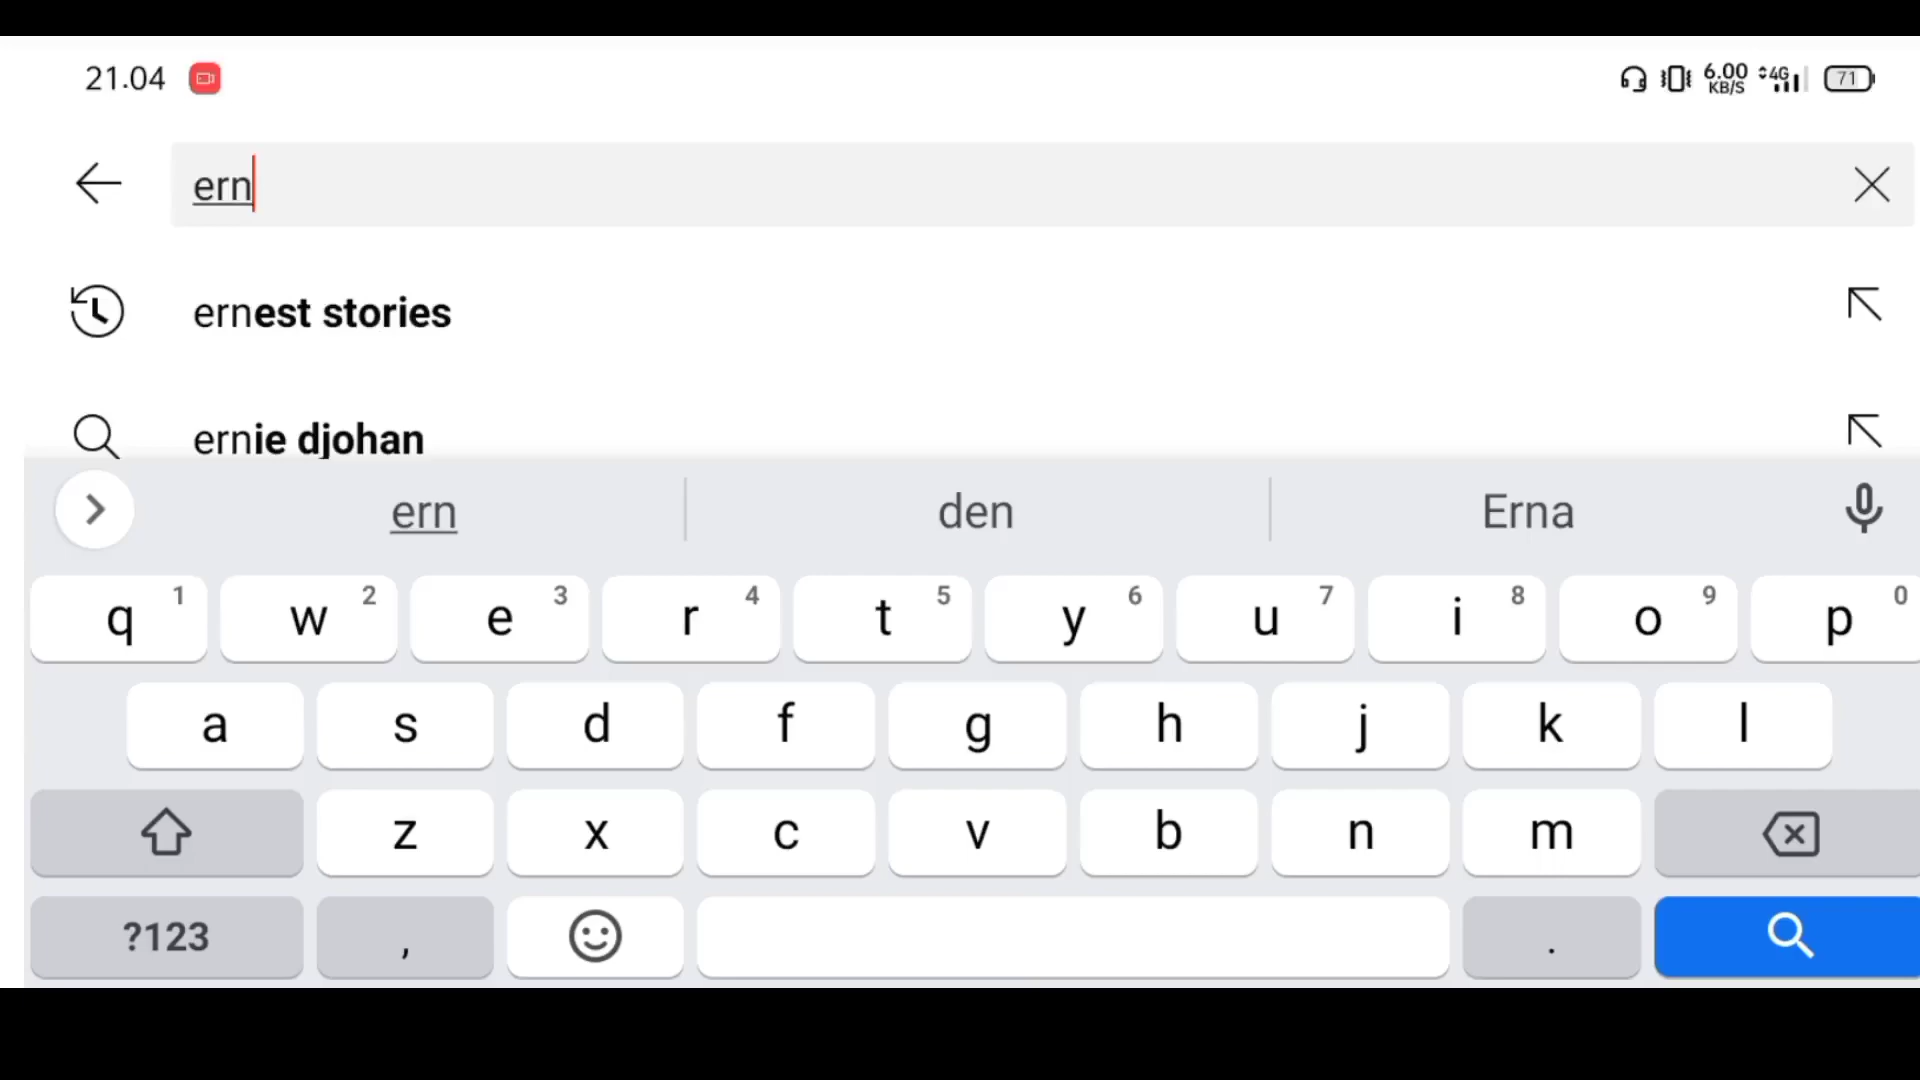 21.04 6.00 KB/S 4G 71
ern
ernest stories
ernie djohan
ern den Erna
q 1 w 2 e 3 r 4 t 5 y 6 u 7 i 8 o 9 p 0
a s d f g h j k l
z x c v b n m
?123 , .